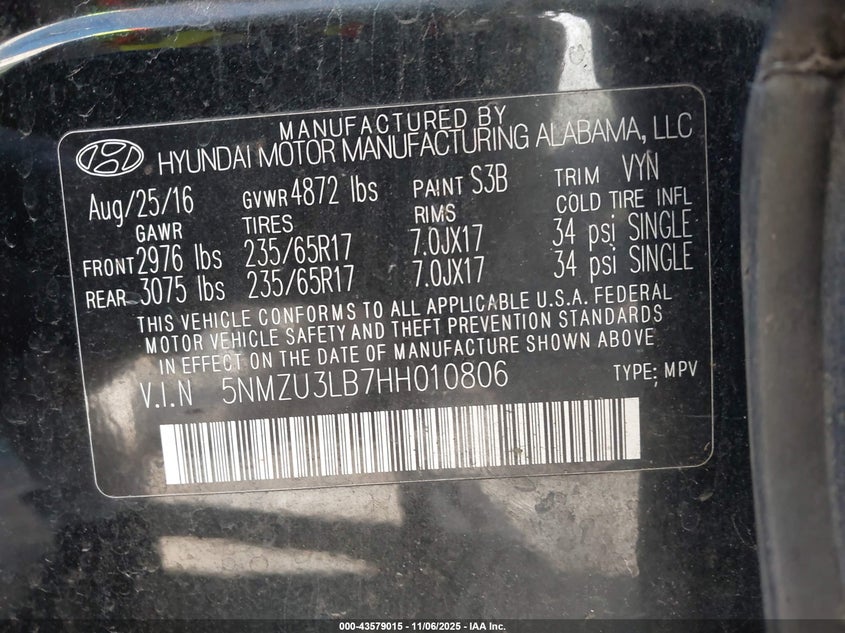 MANUFACTURED BY
HYUNDAI MOTOR MANUFACTURING ALABAMA, LLC
Aug/25/16 GVWR 4872 lbs PAINT S3B TRIM VYN
GAWR TIRES RIMS COLD TIRE INFL
FRONT 2976 lbs 235/65R17 7.0JX17 34 psi SINGLE
REAR 3075 lbs 235/65R17 7.0JX17 34 psi SINGLE
THIS VEHICLE CONFORMS TO ALL APPLICABLE U.S.A. FEDERAL
MOTOR VEHICLE SAFETY AND THEFT PREVENTION STANDARDS
IN EFFECT ON THE DATE OF MANUFACTURE SHOWN ABOVE
V.I.N 5NMZU3LB7HH010806 TYPE; MPV
000-43579015 - 11/06/2025 - IAA Inc.